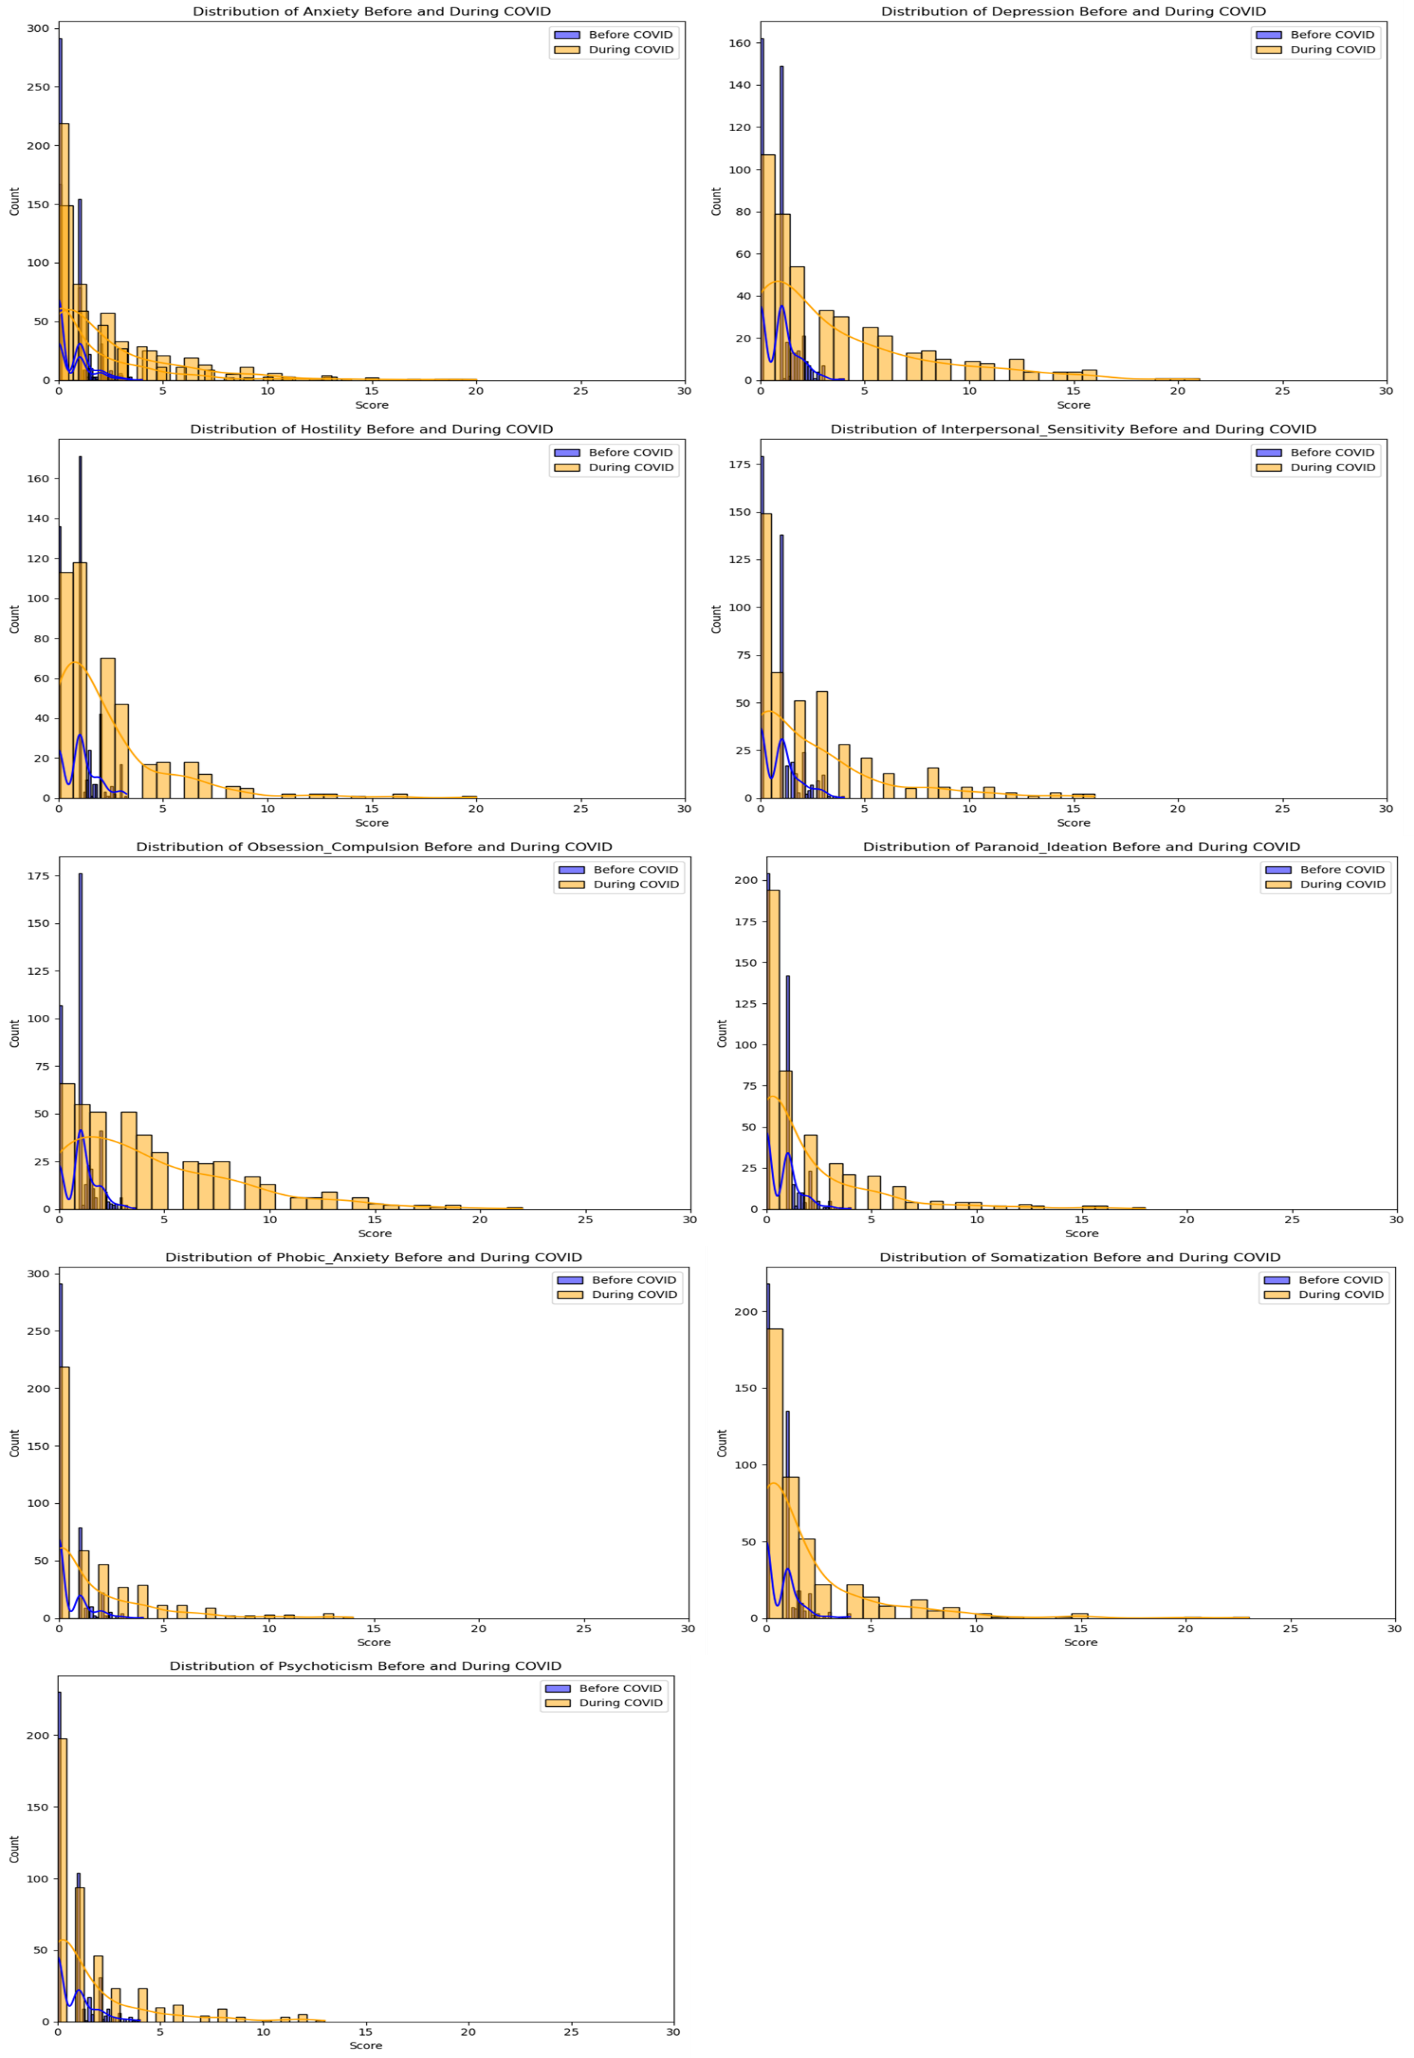 Distribution of Anxiety Before and During COVID
Before COVID
During COVID
300
250
200
150
100
50
0
Count
0 5 10 15 20 25 30
Score
Distribution of Depression Before and During COVID
Before COVID
During COVID
160
140
120
100
80
60
40
20
0
Count
0 5 10 15 20 25 30
Score
Distribution of Hostility Before and During COVID
Before COVID
During COVID
160
140
120
100
80
60
40
20
0
Count
0 5 10 15 20 25 30
Score
Distribution of Interpersonal_Sensitivity Before and During COVID
Before COVID
During COVID
175
150
125
100
75
50
25
0
Count
0 5 10 15 20 25 30
Score
Distribution of Obsession_Compulsion Before and During COVID
Before COVID
During COVID
175
150
125
100
75
50
25
0
Count
0 5 10 15 20 25 30
Score
Distribution of Paranoid_Ideation Before and During COVID
Before COVID
During COVID
200
175
150
125
100
75
50
25
0
Count
0 5 10 15 20 25 30
Score
Distribution of Phobic_Anxiety Before and During COVID
Before COVID
During COVID
300
250
200
150
100
50
0
Count
0 5 10 15 20 25 30
Score
Distribution of Somatization Before and During COVID
Before COVID
During COVID
200
150
100
50
0
Count
0 5 10 15 20 25 30
Score
Distribution of Psychoticism Before and During COVID
Before COVID
During COVID
200
150
100
50
0
Count
0 5 10 15 20 25 30
Score